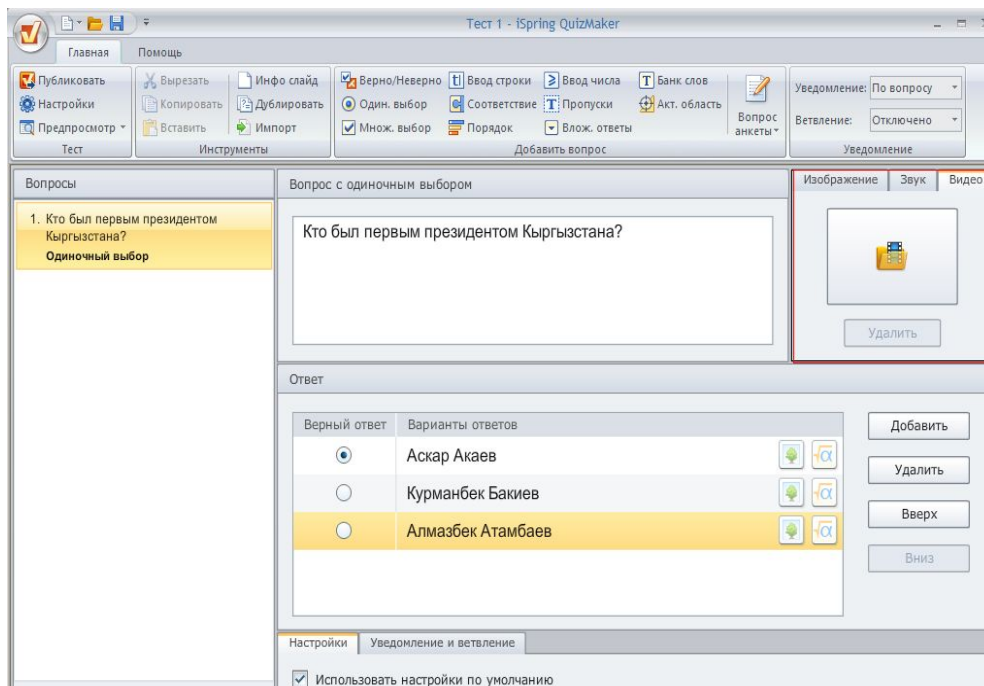 Тест 1 - iSpring QuizMaker
Главная Помощь
Публиковать
Настройки
Предпросмотр
Тест
Вырезать
Копировать
Вставить
Инфо слайд
Дублировать
Импорт
Инструменты
Верно/Неверно
Один. выбор
Множ. выбор
Ввод строки
Соответствие
Порядок
Ввод числа
Пропуски
Влож. ответы
Банк слов
Акт. область
Вопрос
анкеты
Добавить вопрос
Уведомление: По вопросу
Ветвление: Отключено
Уведомление
Вопросы
1. Кто был первым президентом
Кыргызстана?
Одиночный выбор
Вопрос с одиночным выбором
Кто был первым президентом Кыргызстана?
Изображение Звук Видео
Удалить
Ответ
Верный ответ Варианты ответов
Аскар Акаев
Курманбек Бакиев
Алмазбек Атамбаев
Добавить
Удалить
Вверх
Вниз
Настройки Уведомление и ветвление
Использовать настройки по умолчанию